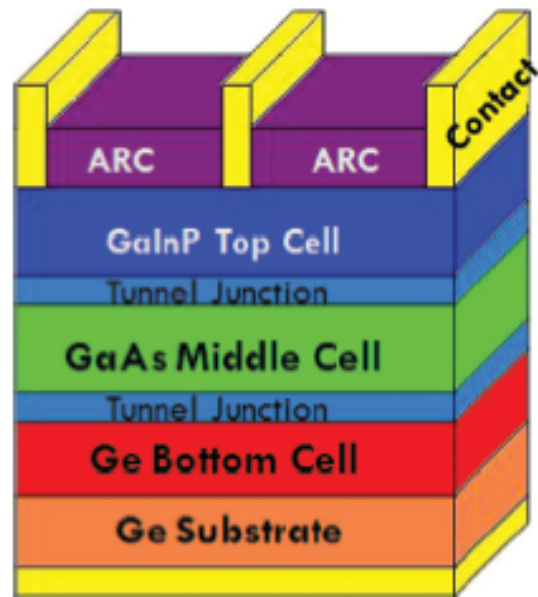 Contact
ARC ARC
GaInP Top Cell
Tunnel Junction
GaAs Middle Cell
Tunnel Junction
Ge Bottom Cell
Ge Substrate